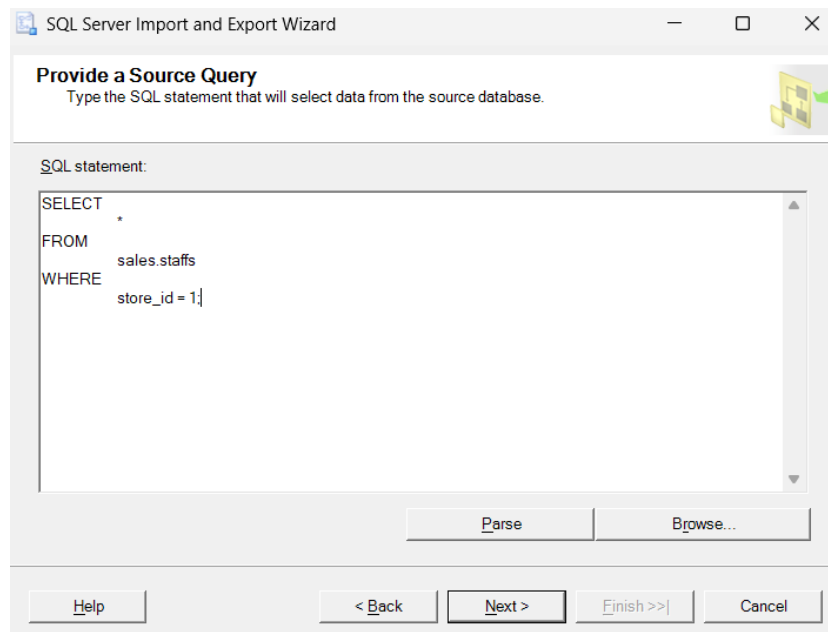 SQL Server Import and Export Wizard
Provide a Source Query
Type the SQL statement that will select data from the source database.
SQL statement:
SELECT
*
FROM
sales.staffs
WHERE
store_id = 1;
Parse
Browse...
Help
< Back
Next >
Finish >>|
Cancel